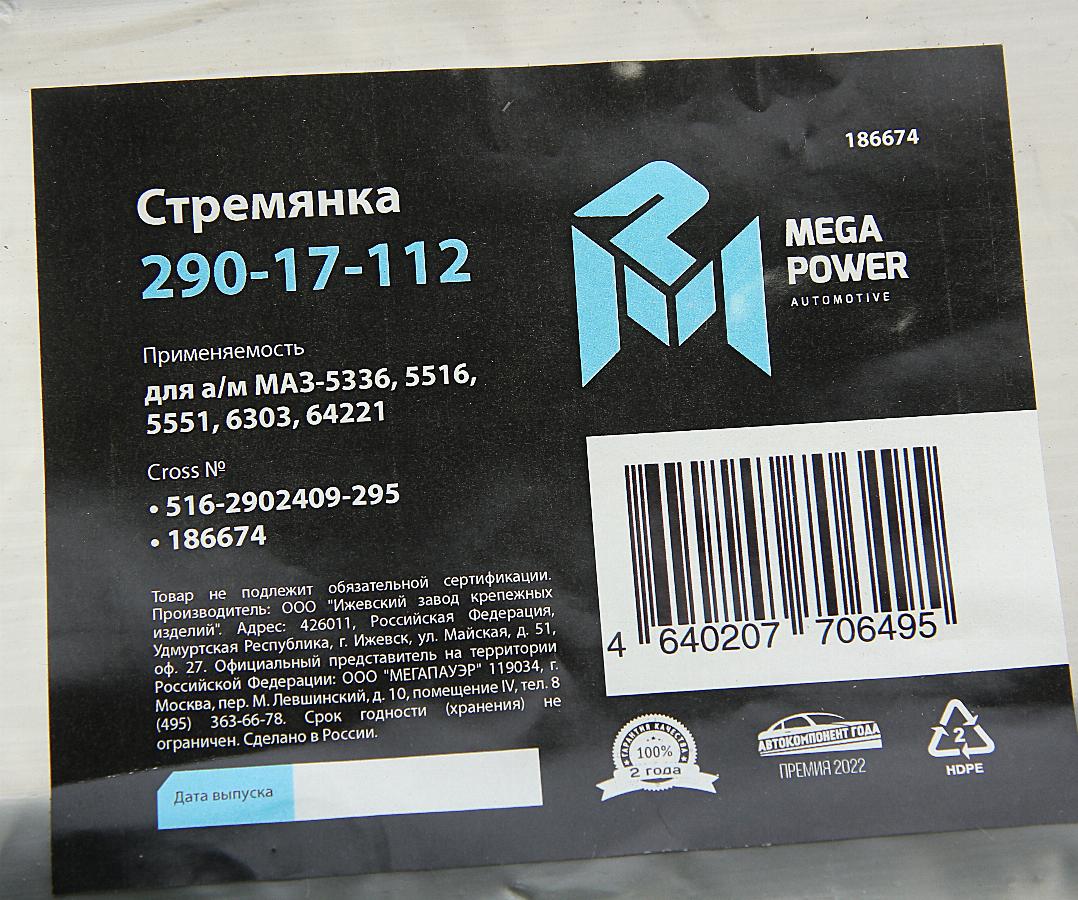 186674
Стремянка
290-17-112
MEGA
POWER
AUTOMOTIVE
Применяемость
для а/м МАЗ-5336, 5516,
5551, 6303, 64221
Cross №
• 516-2902409-295
• 186674
Товар не подлежит обязательной сертификации.
Производитель: ООО "Ижевский завод крепежных
изделий". Адрес: 426011, Российская Федерация,
Удмуртская Республика, г. Ижевск, ул. Майская, д. 51,
оф. 27. Официальный представитель на территории
Российской Федерации: ООО "МЕГАПАУЭР" 119034, г.
Москва, пер. М. Левшинский, д. 10, помещение IV, тел. 8
(495) 363-66-78. Срок годности (хранения) не
ограничен. Сделано в России.
Дата выпуска
4 640207 706495
ГАРАНТИЯ КАЧЕСТВА
100%
2 года
АВТОКОМПОНЕНТ ГОДА
ПРЕМИЯ 2022
2
HDPE